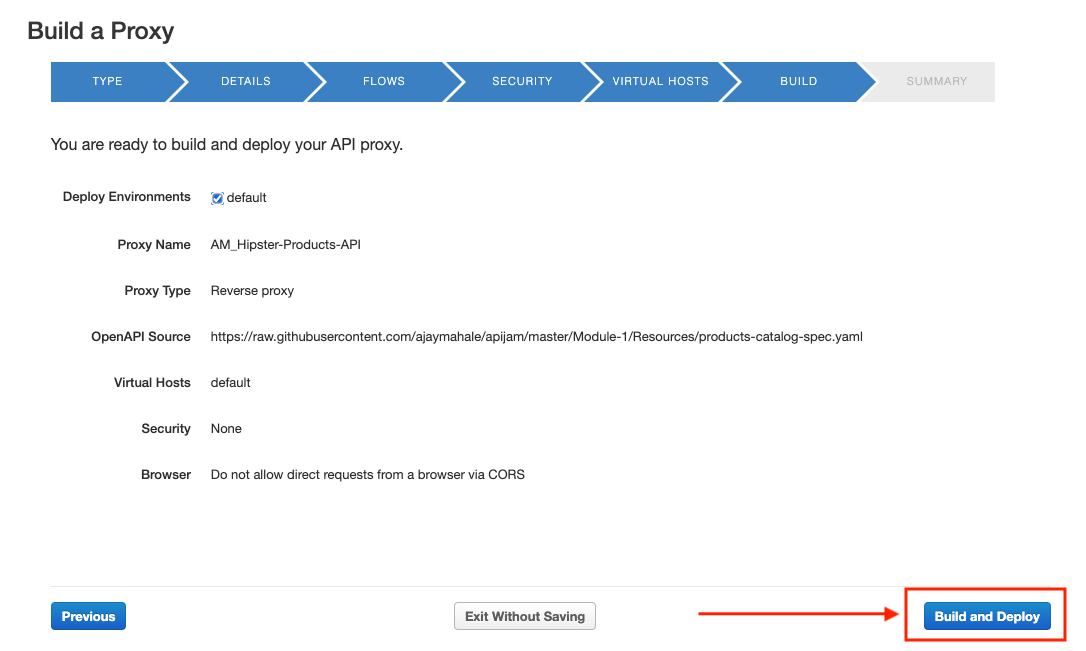 Build a Proxy
TYPE DETAILS FLOWS SECURITY VIRTUAL HOSTS BUILD SUMMARY
You are ready to build and deploy your API proxy.
Deploy Environments default
Proxy Name AM_Hipster-Products-API
Proxy Type Reverse proxy
OpenAPI Source https://raw.githubusercontent.com/ajaymahale/apijam/master/Module-1/Resources/products-catalog-spec.yaml
Virtual Hosts default
Security None
Browser Do not allow direct requests from a browser via CORS
Previous Exit Without Saving Build and Deploy